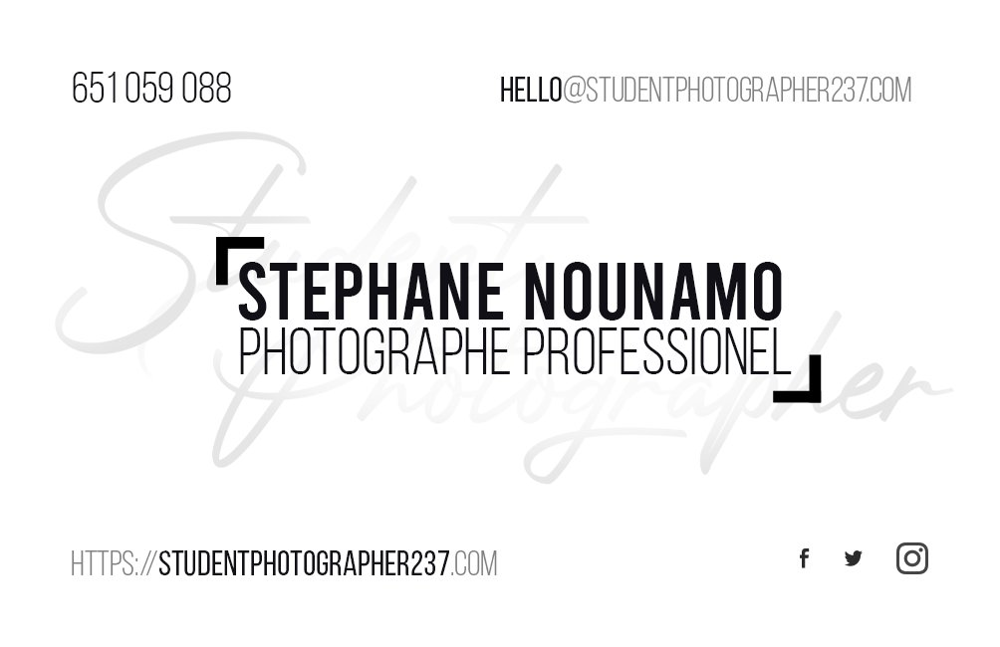 651 059 088
HELLO@STUDENTPHOTOGRAPHER237.COM
Student
Photographer
STEPHANE NOUNAMO
PHOTOGRAPHE PROFESSIONEL
HTTPS://STUDENTPHOTOGRAPHER237.COM